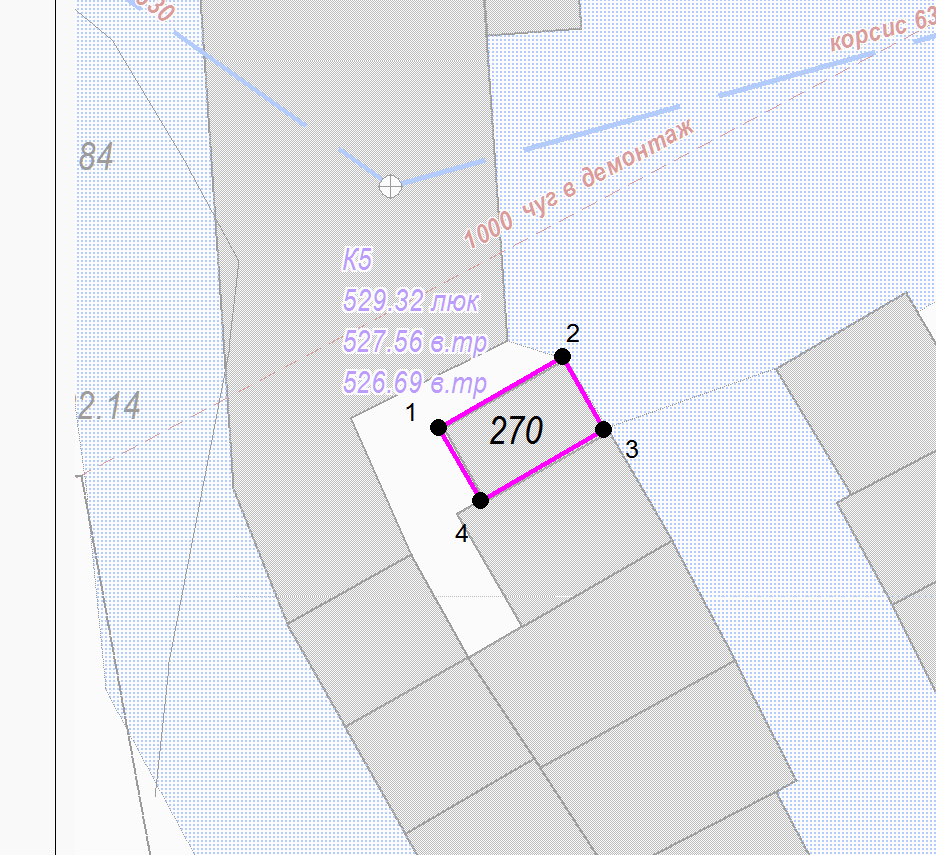 корсис 63
84
1000 чуг в демонтаж
К5
529.32 люк
527.56 в.тр
526.69 в.тр
2
2.14
1
270
3
4